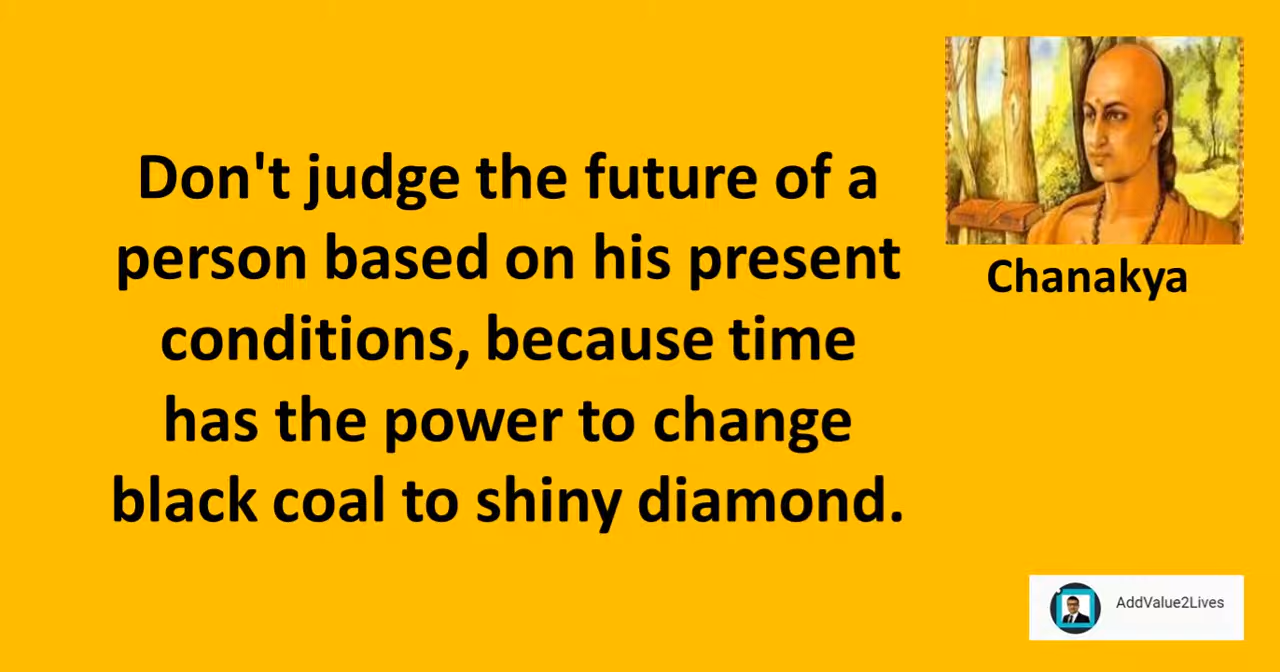 Don't judge the future of a
person based on his present
conditions, because time
has the power to change
black coal to shiny diamond.
Chanakya
AddValue2Lives